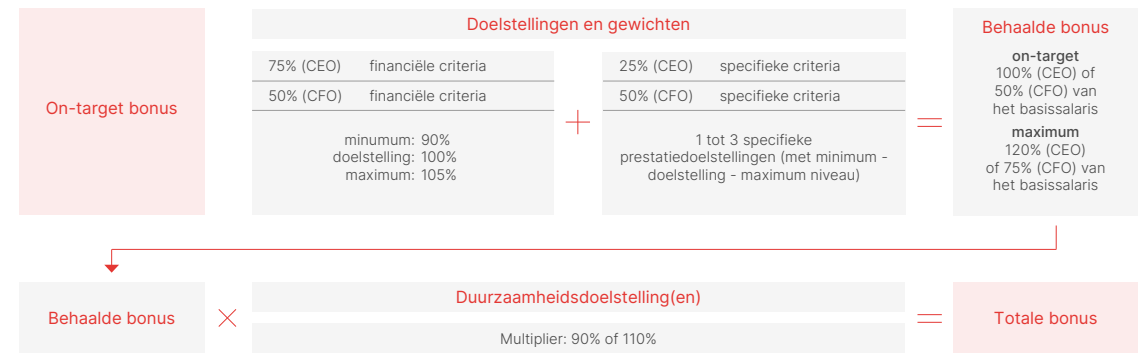 On-target bonus
Doelstellingen en gewichten
75% (CEO) financiële criteria
50% (CFO) financiële criteria
minumum: 90%
doelstelling: 100%
maximum: 105%
+
25% (CEO) specifieke criteria
50% (CFO) specifieke criteria
1 tot 3 specifieke
prestatiedoelstellingen (met minimum -
doelstelling - maximum niveau)
=
Behaalde bonus
on-target
100% (CEO) of
50% (CFO) van
het basissalaris
maximum
120% (CEO)
of 75% (CFO) van
het basissalaris
Behaalde bonus
×
Duurzaamheidsdoelstelling(en)
Multiplier: 90% of 110%
=
Totale bonus